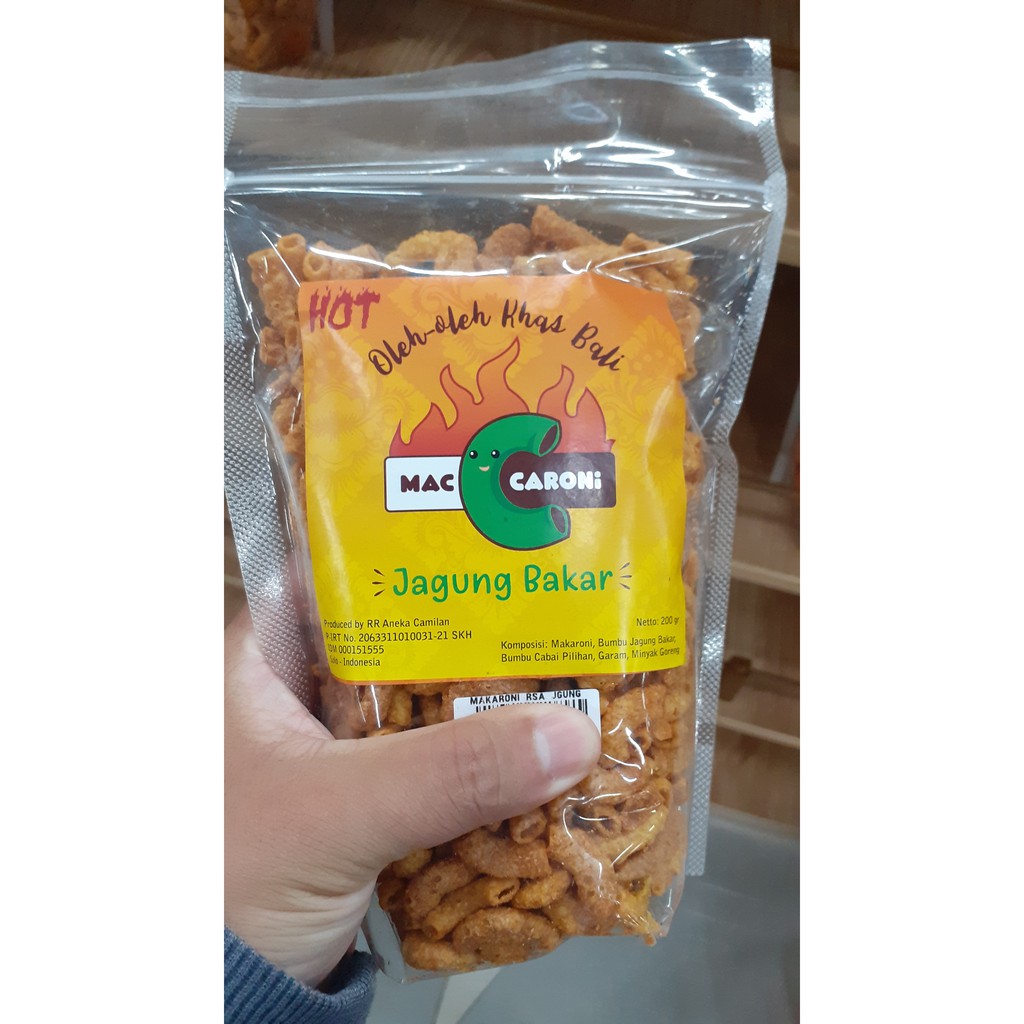 HOT
Oleh-oleh Khas Bali
MAC CARONi
Jagung Bakar
Produced by RR Aneka Camilan
P.IRT No. 2063311010031-21 SKH
IDM 000151555
- Indonesia
Netto: 200 gr
Komposisi: Makaroni, Bumbu Jagung Bakar,
Bumbu Cabai Pilihan, Garam, Minyak Goreng
MAKARONI RSA JGUNG